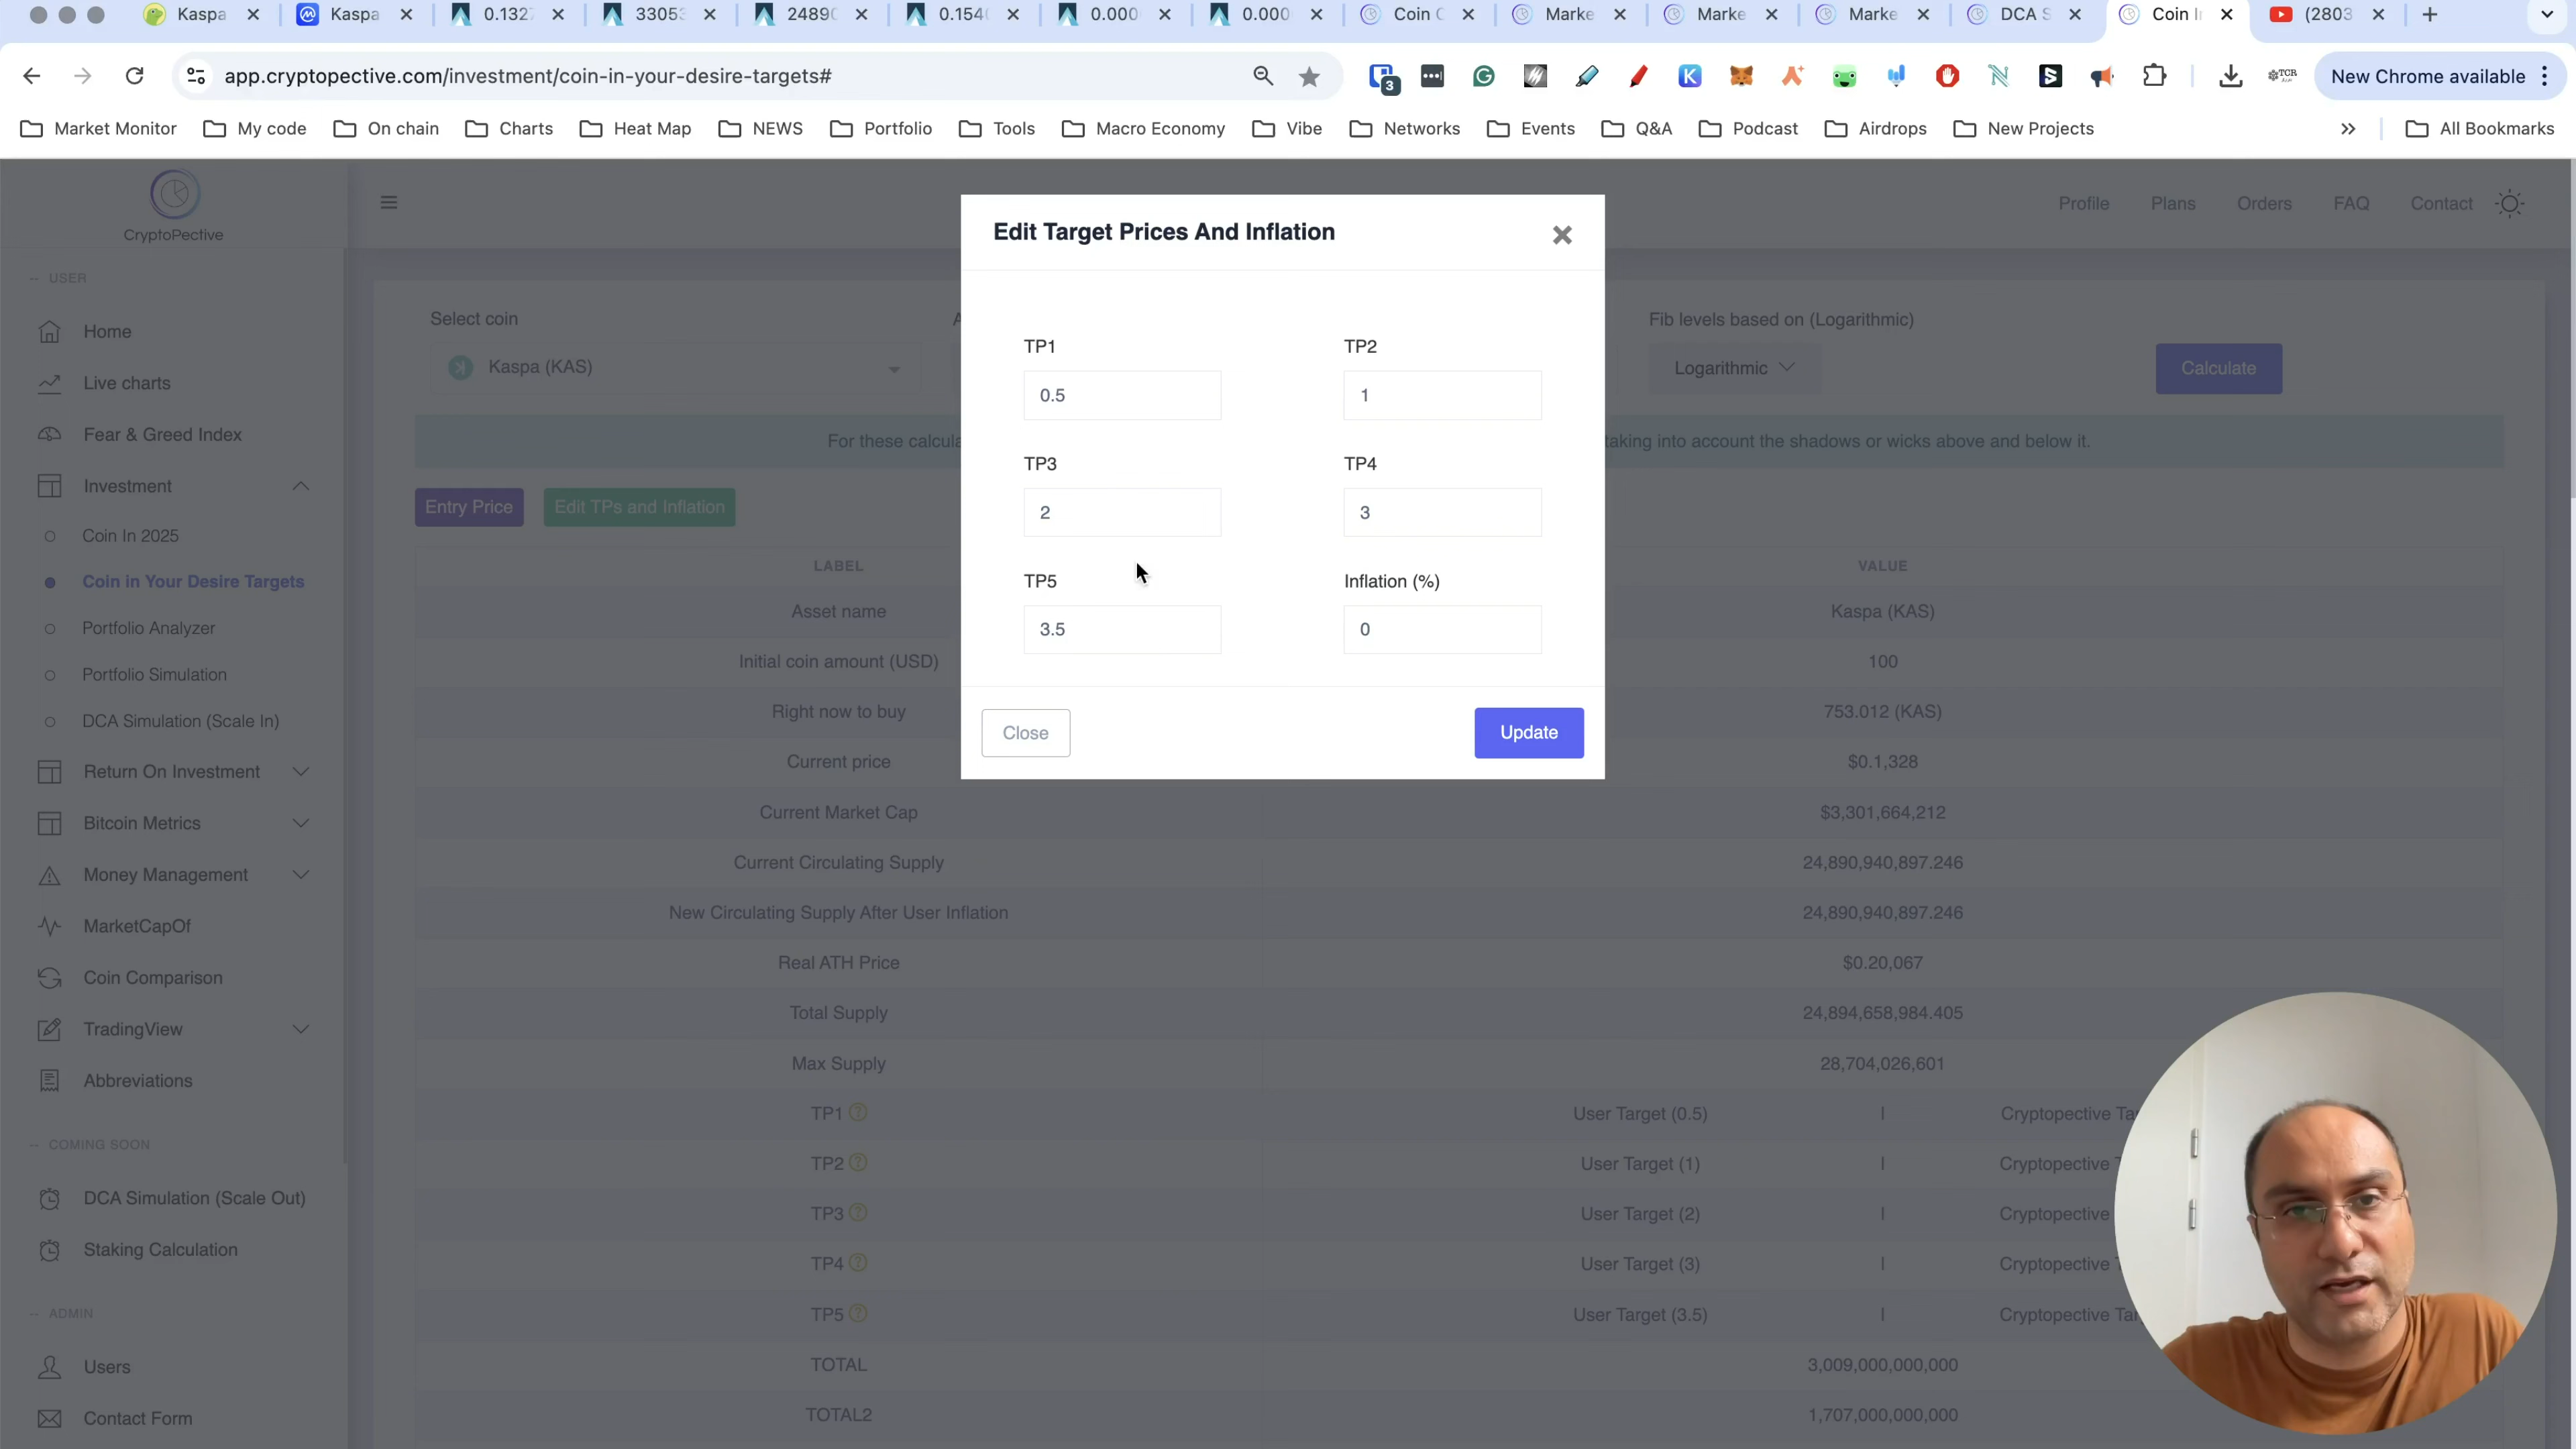 Kaspa
Kaspa
0.132
3305
2489
0.154
0.000
0.000
Coin
Marke
Marke
Marke
DCA S
Coin I
(2803
app.cryptopective.com/investment/coin-in-your-desire-targets#
3
New Chrome available
Market Monitor
My code
On chain
Charts
Heat Map
NEWS
Portfolio
Tools
Macro Economy
Vibe
Networks
Events
Q&A
Podcast
Airdrops
New Projects
All Bookmarks
CryptoPective
Profile
Plans
Orders
FAQ
Contact
-- USER
Home
Live charts
Fear & Greed Index
Investment
Coin In 2025
Coin in Your Desire Targets
Portfolio Analyzer
Portfolio Simulation
DCA Simulation (Scale In)
Return On Investment
Bitcoin Metrics
Money Management
MarketCapOf
Coin Comparison
TradingView
Abbreviations
-- COMING SOON
DCA Simulation (Scale Out)
Staking Calculation
-- ADMIN
Users
Contact Form
Select coin
Kaspa (KAS)
Fib levels based on (Logarithmic)
Logarithmic
Calculate
For these calcula
taking into account the shadows or wicks above and below it.
Entry Price
Edit TPs and Inflation
Edit Target Prices And Inflation
TP1
TP2
0.5
1
TP3
TP4
2
3
TP5
Inflation (%)
3.5
0
Close
Update
LABEL
VALUE
Asset name
Kaspa (KAS)
Initial coin amount (USD)
100
Right now to buy
753.012 (KAS)
Current price
$0.1,328
Current Market Cap
$3,301,664,212
Current Circulating Supply
24,890,940,897.246
New Circulating Supply After User Inflation
24,890,940,897.246
Real ATH Price
$0.20,067
Total Supply
24,894,658,984.405
Max Supply
28,704,026,601
TP1
User Target (0.5) | Cryptopective Tar
TP2
User Target (1) | Cryptopective
TP3
User Target (2) | Cryptopective
TP4
User Target (3) | Cryptopective
TP5
User Target (3.5) | Cryptopective Tar
TOTAL
3,009,000,000,000
TOTAL2
1,707,000,000,000